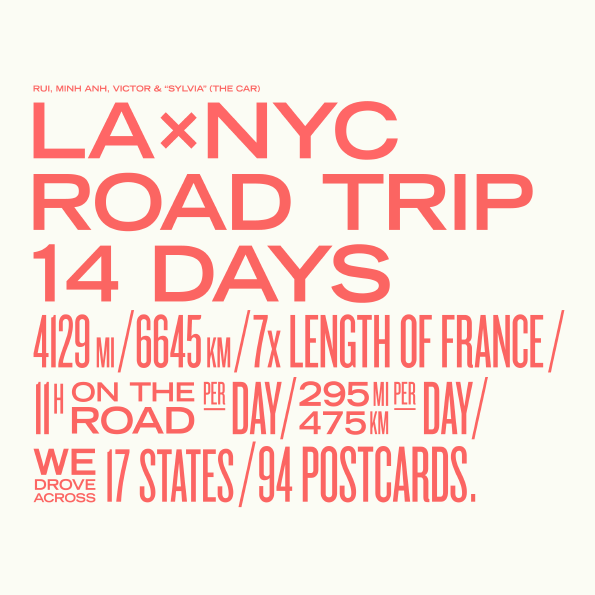 RUI, MINH ANH, VICTOR & “SYLVIA” (THE CAR)
LA×NYC
ROAD TRIP
14 DAYS
4129 MI/6645 KM/7x LENGTH OF FRANCE/
11H ON THE ROAD PER DAY/295 MI 475 KM PER DAY/
WE DROVE ACROSS 17 STATES/94 POSTCARDS.